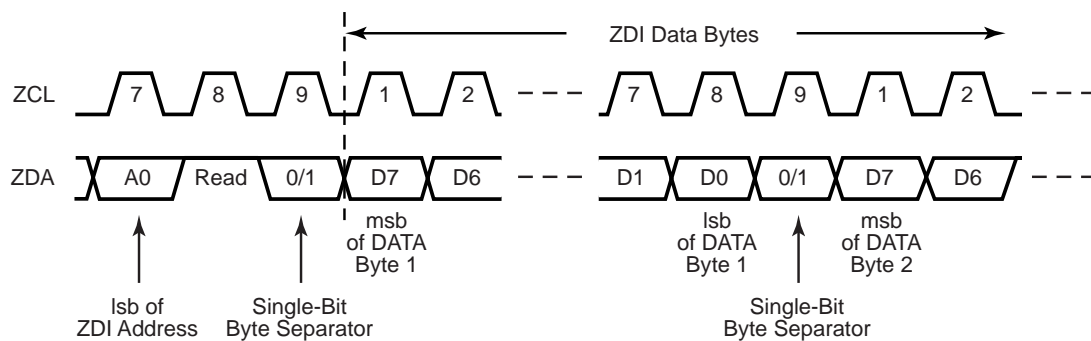 ZDI Data Bytes
ZCL 7 8 9 1 2 7 8 9 1 2
ZDA A0 Read 0/1 D7 D6 D1 D0 0/1 D7 D6
msb
of DATA
Byte 1
lsb
of DATA
Byte 1
msb
of DATA
Byte 2
lsb of
ZDI Address
Single-Bit
Byte Separator
Single-Bit
Byte Separator